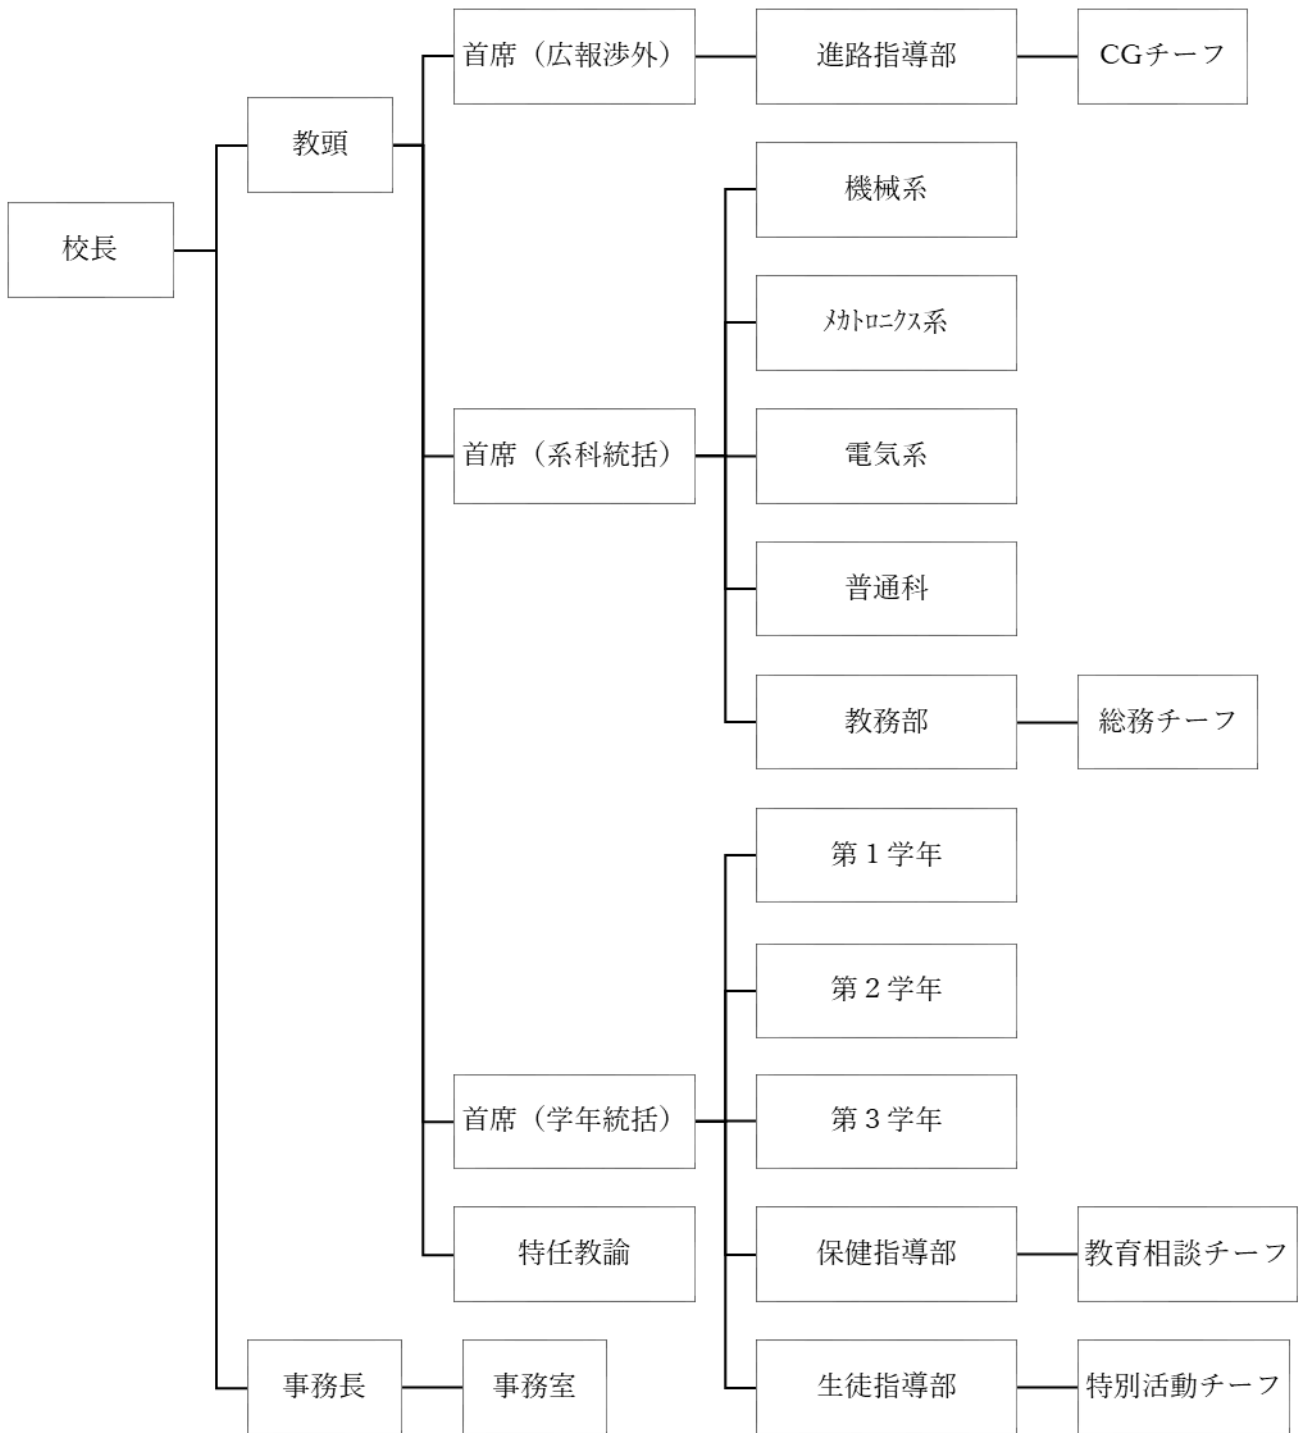 首席（広報渉外）
進路指導部
CGチーフ
教頭
機械系
校長
ﾒｶﾄﾛﾆｸｽ系
首席（系科統括）
電気系
普通科
教務部
総務チーフ
第１学年
第２学年
首席（学年統括）
第３学年
特任教諭
保健指導部
教育相談チーフ
事務長
事務室
生徒指導部
特別活動チーフ